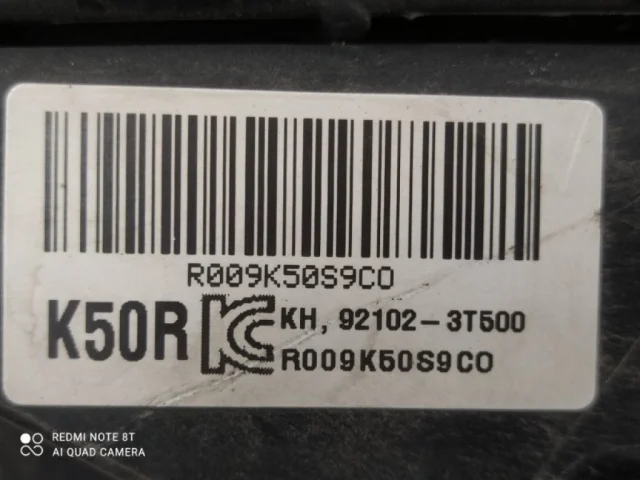 R009K50S9CO
K50R
KH, 92102-3T500
R009K50S9CO
REDMI NOTE 8T
AI QUAD CAMERA